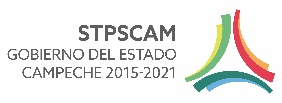 STPSCAM
GOBIERNO DEL ESTADO
CAMPECHE 2015-2021